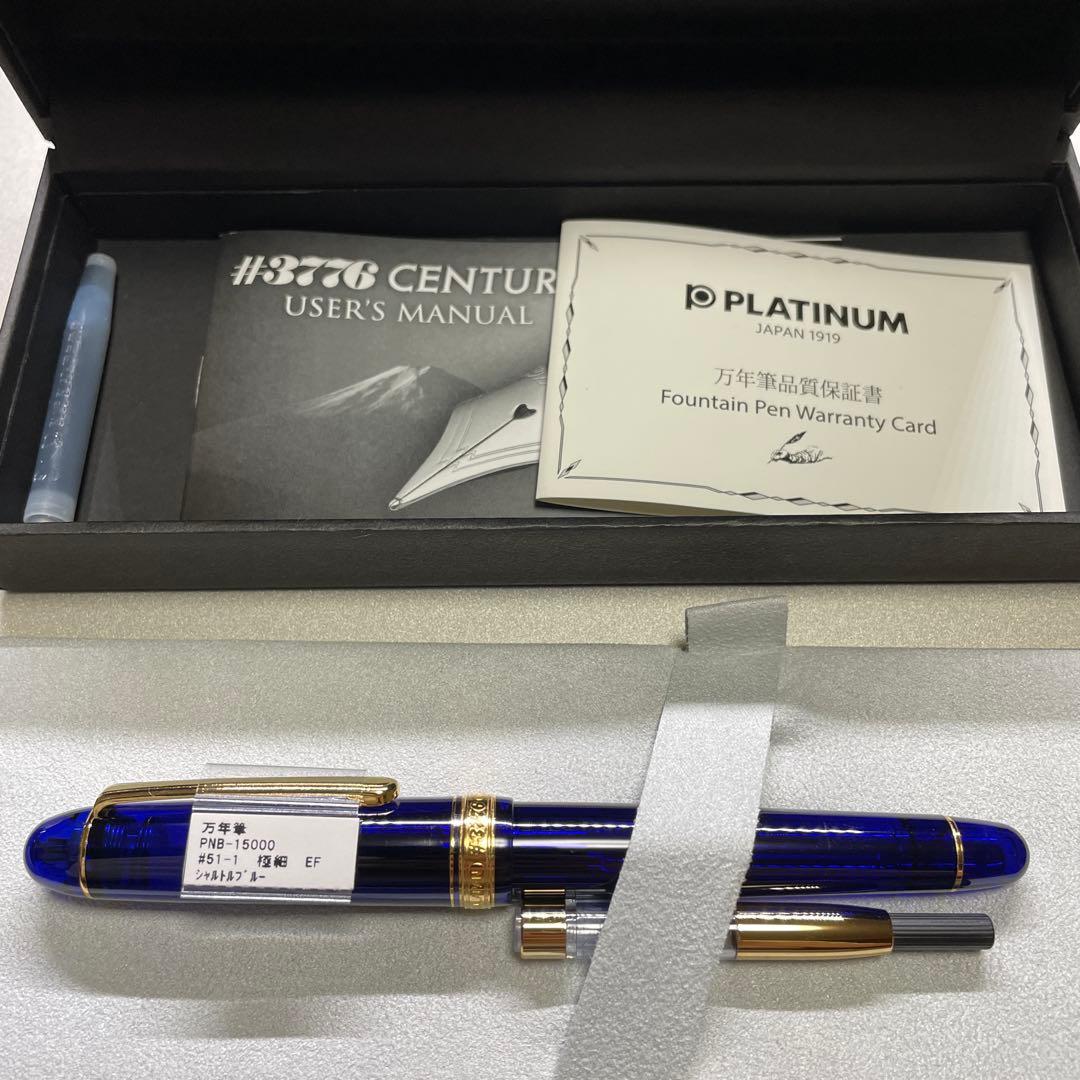 #3776 CENTUR
USER'S MANUAL
PLATINUM
JAPAN 1919
万年筆品質保証書
Fountain Pen Warranty Card
万年筆
PNB-15000
#51-1 極細 EF
シャルトルブルー
#3776